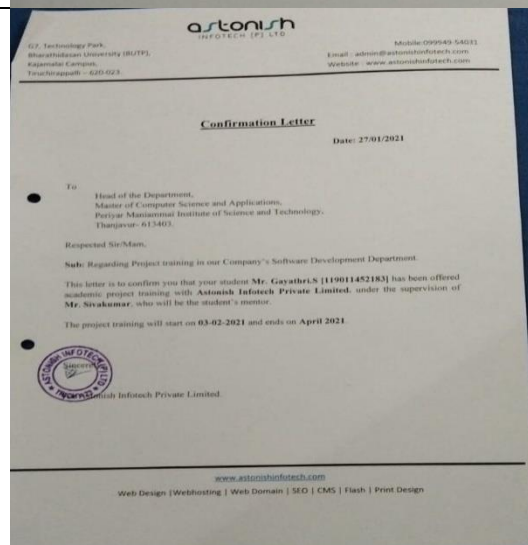 astonish
INFOTECH (P) LTD
G7, Technology Park,
Bharathidasan University (BUTP),
Kajamalai Campus,
Tiruchirappalli - 620 023.
Mobile:099949-54031
Email : admin@astonishinfotech.com
Website : www.astonishinfotech.com
Confirmation Letter
Date: 27/01/2021
To
Head of the Department,
Master of Computer Science and Applications,
Periyar Maniammai Institute of Science and Technology,
Thanjavur- 613403.
Respected Sir/Mam,
Sub: Regarding Project training in our Company's Software Development Department.
This letter is to confirm you that your student Mr. Gayathri.S [119011452183] has been offered
academic project training with Astonish Infotech Private Limited, under the supervision of
Mr. Sivakumar, who will be the student's mentor.
The project training will start on 03-02-2021 and ends on April 2021.
ASTONISH INFOTECH (P) LTD
Sincerely
Infotech Private Limited.
www.astonishinfotech.com
Web Design |Webhosting | Web Domain | SEO | CMS | Flash | Print Design